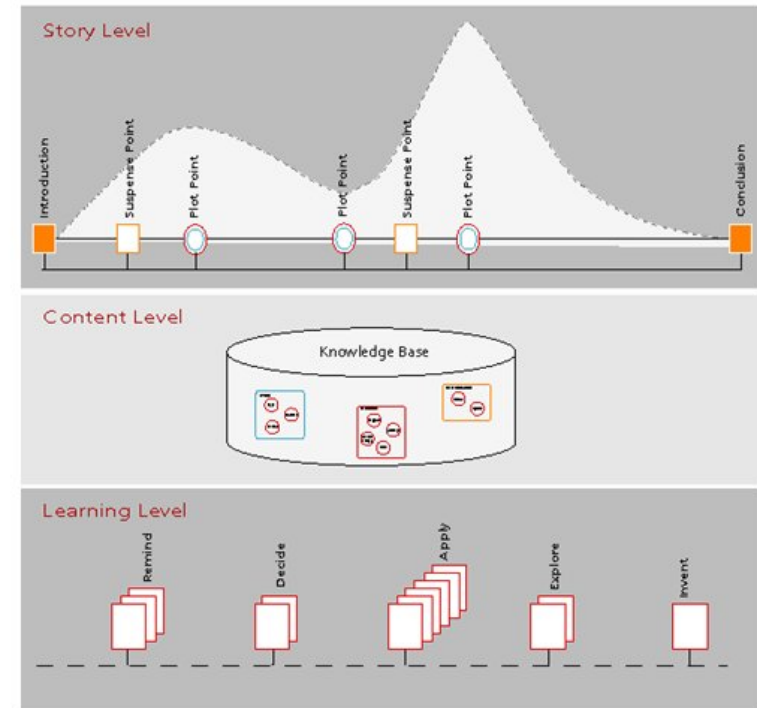 Story Level
Introduction
Suspense Point
Plot Point
Plot Point
Suspense Point
Plot Point
Conclusion
Content Level
Knowledge Base
Learning Level
Remind
Decide
Apply
Explore
Invent